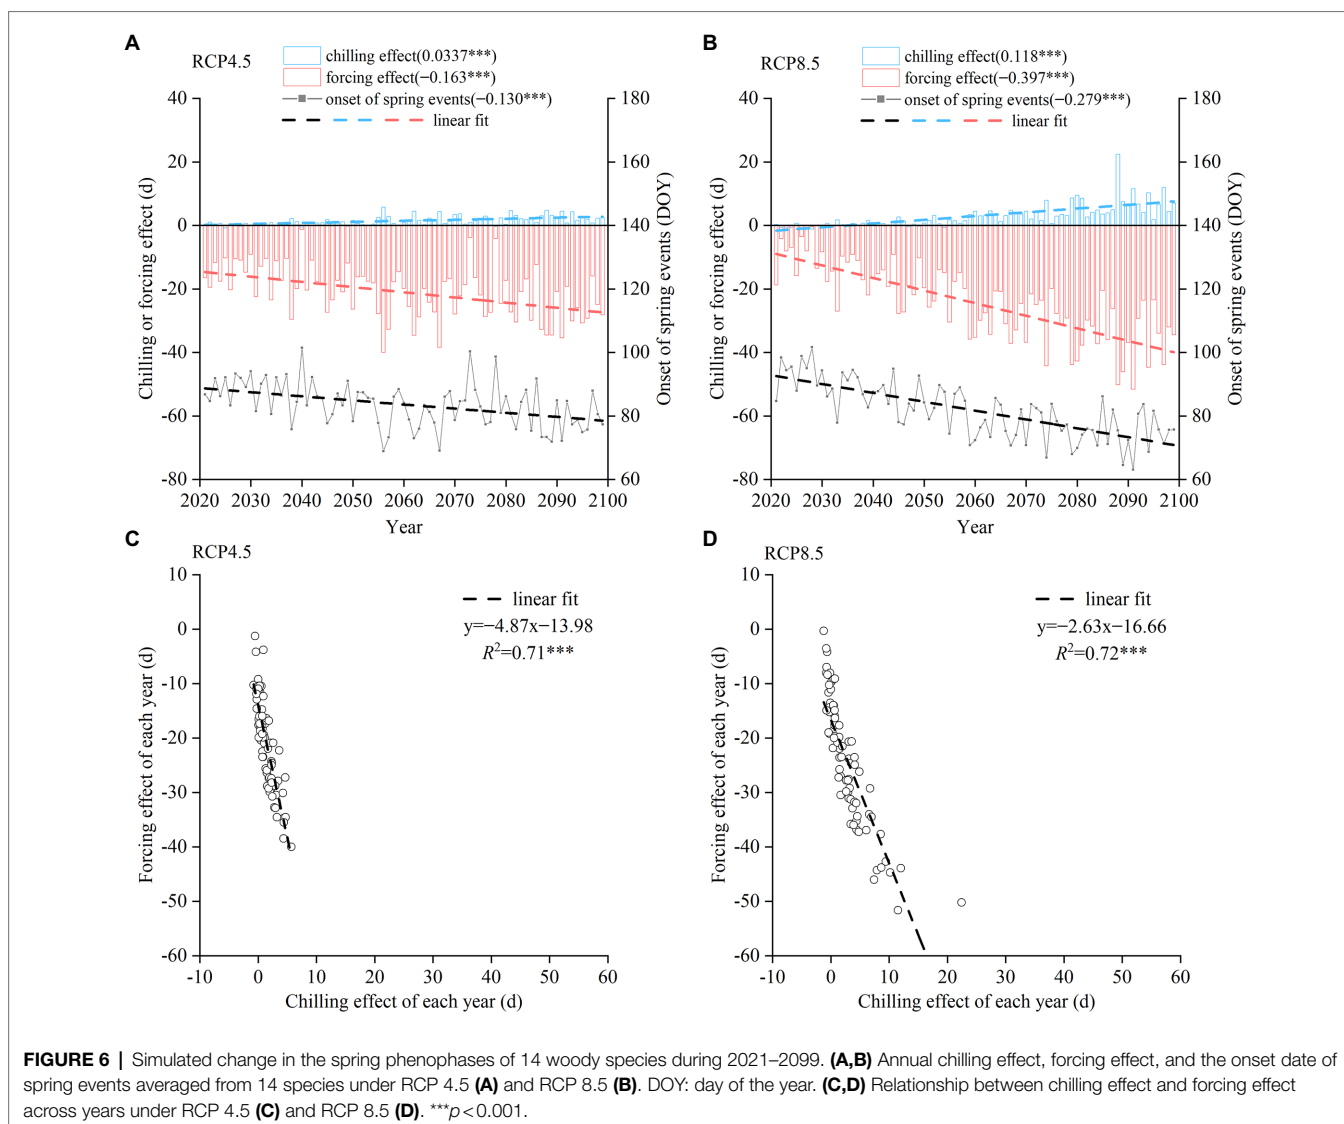 A
RCP4.5
chilling effect(0.0337***)
forcing effect(−0.163***)
onset of spring events(−0.130***)
linear fit
40
20
0
-20
-40
-60
-80
Chilling or forcing effect (d)
180
160
140
120
100
80
60
Onset of spring events (DOY)
2020 2030 2040 2050 2060 2070 2080 2090 2100
Year
B
RCP8.5
chilling effect(0.118***)
forcing effect(−0.397***)
onset of spring events(−0.279***)
linear fit
40
20
0
-20
-40
-60
-80
Chilling or forcing effect (d)
180
160
140
120
100
80
60
Onset of spring events (DOY)
2020 2030 2040 2050 2060 2070 2080 2090 2100
Year
C
RCP4.5
linear fit
y=−4.87x−13.98
R²=0.71***
10
0
-10
-20
-30
-40
-50
-60
Forcing effect of each year (d)
-10 0 10 20 30 40 50 60
Chilling effect of each year (d)
D
RCP8.5
linear fit
y=−2.63x−16.66
R²=0.72***
10
0
-10
-20
-30
-40
-50
-60
Forcing effect of each year (d)
-10 0 10 20 30 40 50 60
Chilling effect of each year (d)
FIGURE 6 | Simulated change in the spring phenophases of 14 woody species during 2021–2099. (A,B) Annual chilling effect, forcing effect, and the onset date of
spring events averaged from 14 species under RCP 4.5 (A) and RCP 8.5 (B). DOY: day of the year. (C,D) Relationship between chilling effect and forcing effect
across years under RCP 4.5 (C) and RCP 8.5 (D). ***p < 0.001.